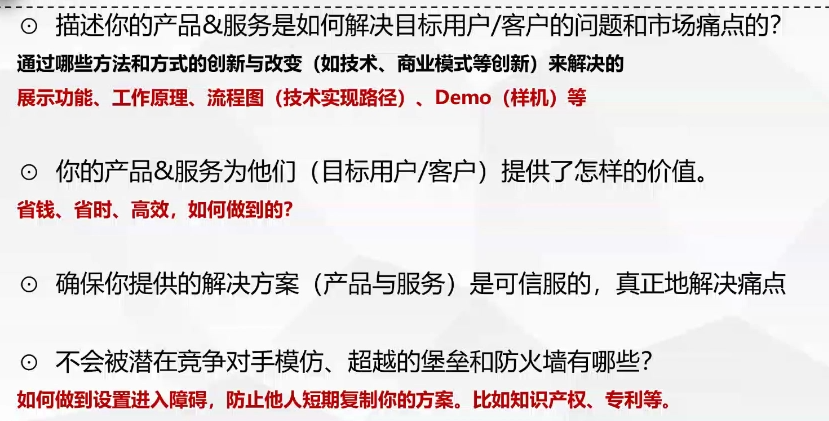 ⊙ 描述你的产品&服务是如何解决目标用户/客户的问题和市场痛点的?
通过哪些方法和方式的创新与改变（如技术、商业模式等创新）来解决的
展示功能、工作原理、流程图（技术实现路径）、Demo（样机）等
⊙ 你的产品&服务为他们（目标用户/客户）提供了怎样的价值。
省钱、省时、高效，如何做到的?
⊙ 确保你提供的解决方案（产品与服务）是可信服的，真正地解决痛点
⊙ 不会被潜在竞争对手模仿、超越的堡垒和防火墙有哪些?
如何做到设置进入障碍，防止他人短期复制你的方案。比如知识产权、专利等。